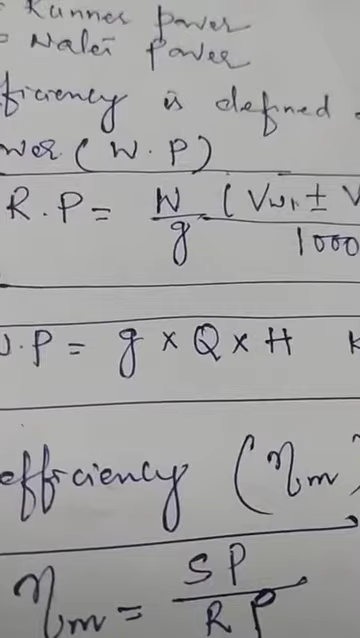 Runner power
= Water Power
fficiency is defined
wer (W.P)
R.P = W/g (Vw₁ ± V / 1000
W.P = g × Q × H K
efficiency (ηm)
ηm = SP / RP